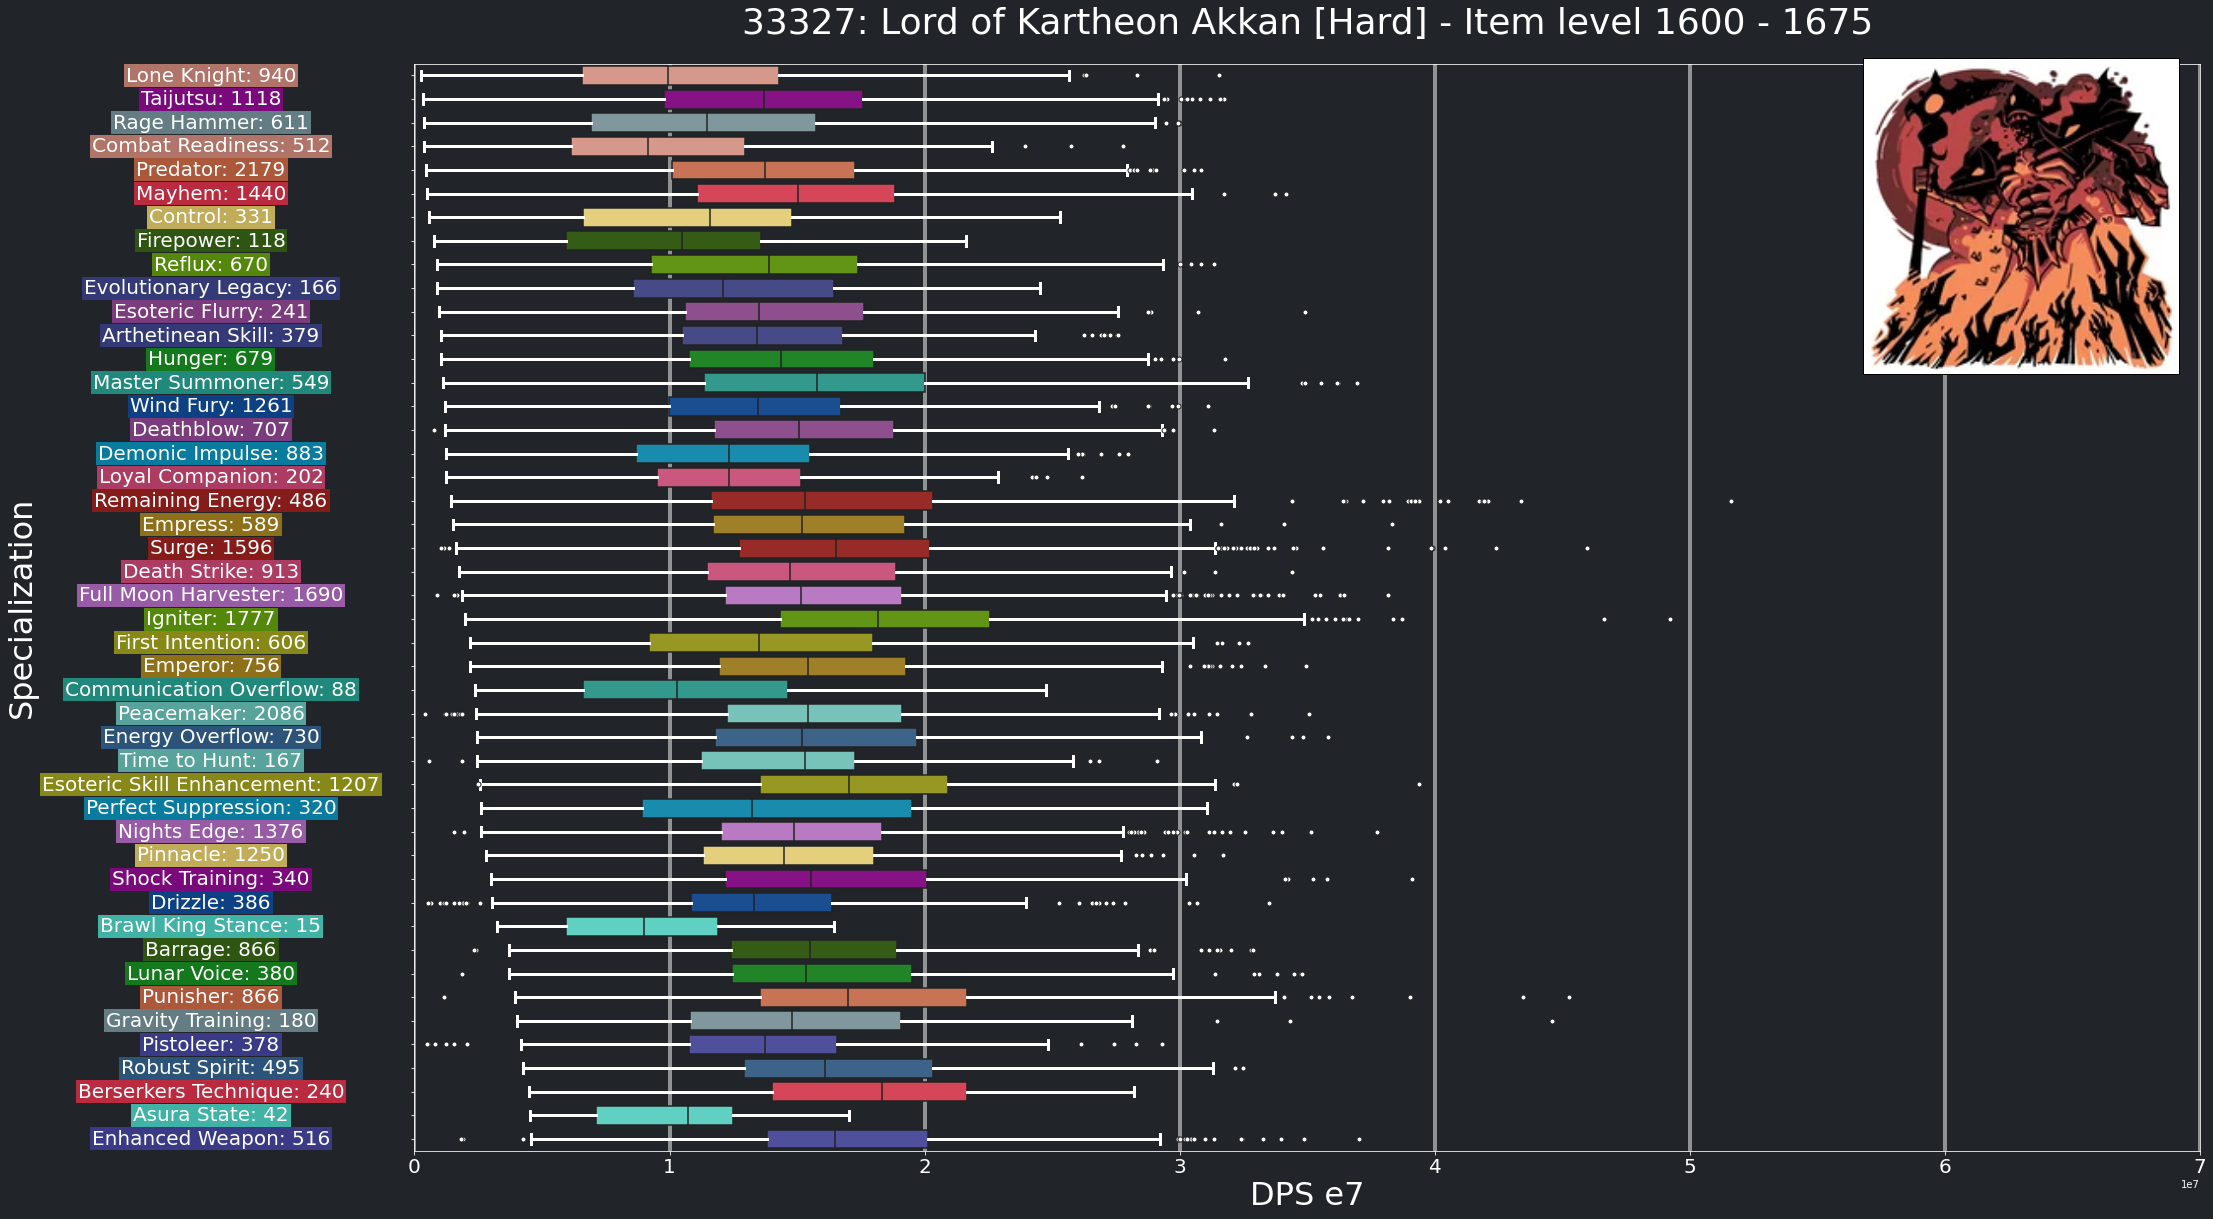 33327: Lord of Kartheon Akkan [Hard] - Item level 1600 - 1675
Lone Knight: 940
Taijutsu: 1118
Rage Hammer: 611
Combat Readiness: 512
Predator: 2179
Mayhem: 1440
Control: 331
Firepower: 118
Reflux: 670
Evolutionary Legacy: 166
Esoteric Flurry: 241
Arthetinean Skill: 379
Hunger: 679
Master Summoner: 549
Wind Fury: 1261
Deathblow: 707
Demonic Impulse: 883
Loyal Companion: 202
Remaining Energy: 486
Empress: 589
Surge: 1596
Death Strike: 913
Full Moon Harvester: 1690
Igniter: 1777
First Intention: 606
Emperor: 756
Communication Overflow: 88
Peacemaker: 2086
Energy Overflow: 730
Time to Hunt: 167
Esoteric Skill Enhancement: 1207
Perfect Suppression: 320
Nights Edge: 1376
Pinnacle: 1250
Shock Training: 340
Drizzle: 386
Brawl King Stance: 15
Barrage: 866
Lunar Voice: 380
Punisher: 866
Gravity Training: 180
Pistoleer: 378
Robust Spirit: 495
Berserkers Technique: 240
Asura State: 42
Enhanced Weapon: 516
Specialization
0 1 2 3 4 5 6 7
1e7
DPS e7